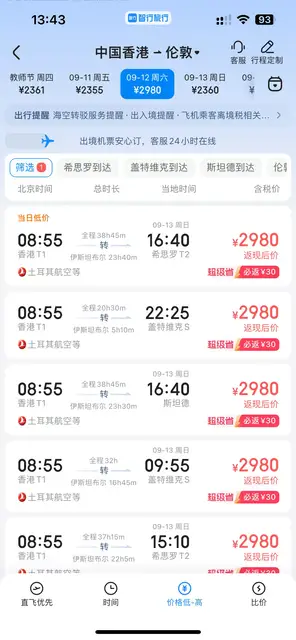 13:43
智行旅行
93
中国香港 ⇀ 伦敦
客服
行程定制
教师节 周四
¥2361
09-11 周五
¥2355
09-12 周六
¥2980
09-13 周日
¥2360
出行提醒 海空转驳服务提醒 · 出入境提醒 · 飞机乘客离境税相关...
出境机票安心订，客服24小时在线
筛选 1
希思罗到达
盖特维克到达
斯坦德到达
北京时间
总时长
当地时间
含税价
当日低价
09-13 周日
08:55
全程38h45m
转
16:40
¥2980
香港T1
伊斯坦布尔 23h40m
希思罗T2
返现后价
土耳其航空等
超级省 必返¥30
09-13 周日
08:55
全程20h30m
转
22:25
¥2980
香港T1
伊斯坦布尔 5h10m
盖特维克S
返现后价
土耳其航空等
超级省 必返¥30
09-13 周日
08:55
全程38h45m
转
16:40
¥2980
香港T1
伊斯坦布尔 23h30m
斯坦德
返现后价
土耳其航空等
超级省 必返¥30
09-13 周日
08:55
全程32h
转
09:55
¥2980
香港T1
伊斯坦布尔 16h45m
盖特维克S
返现后价
土耳其航空等
超级省 必返¥30
09-13 周日
08:55
全程37h15m
转
15:10
¥2980
香港T1
伊斯坦布尔 22h5m
希思罗T2
返现后价
土耳其航空等
超级省 必返¥30
直飞优先
时间
价格低-高
比价